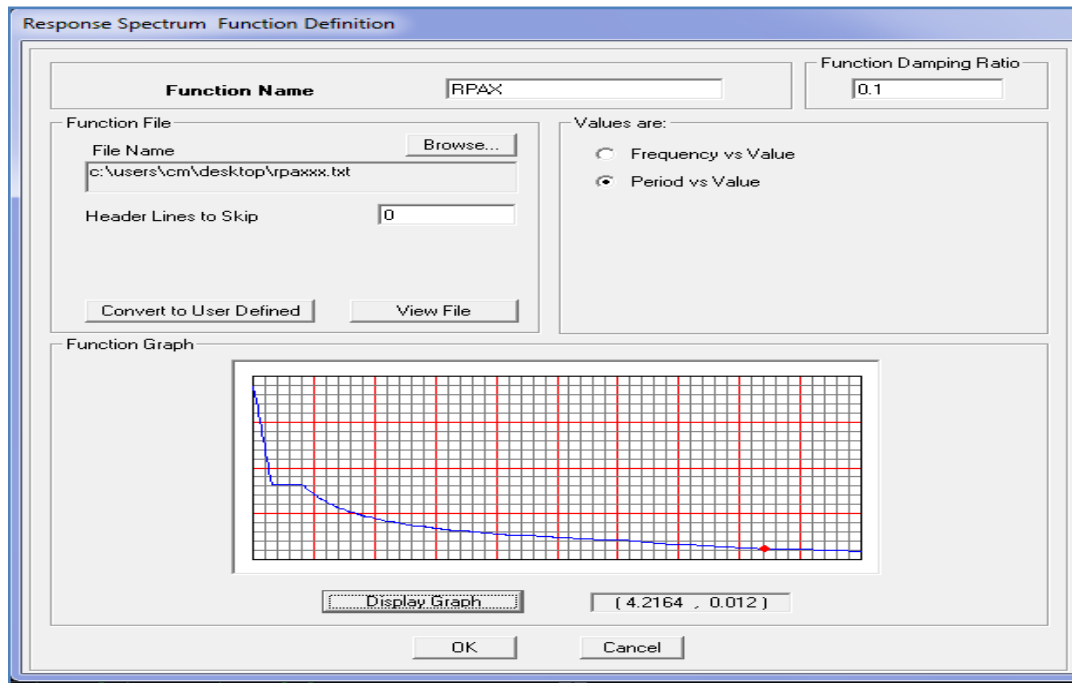 Response Spectrum Function Definition
Function Name
RPAX
Function Damping Ratio
0.1
Function File
File Name
Browse...
c:\users\cm\desktop\rpaxxx.txt
Header Lines to Skip
0
Convert to User Defined
View File
Values are:
Frequency vs Value
Period vs Value
Function Graph
Display Graph
( 4.2164 , 0.012 )
OK
Cancel